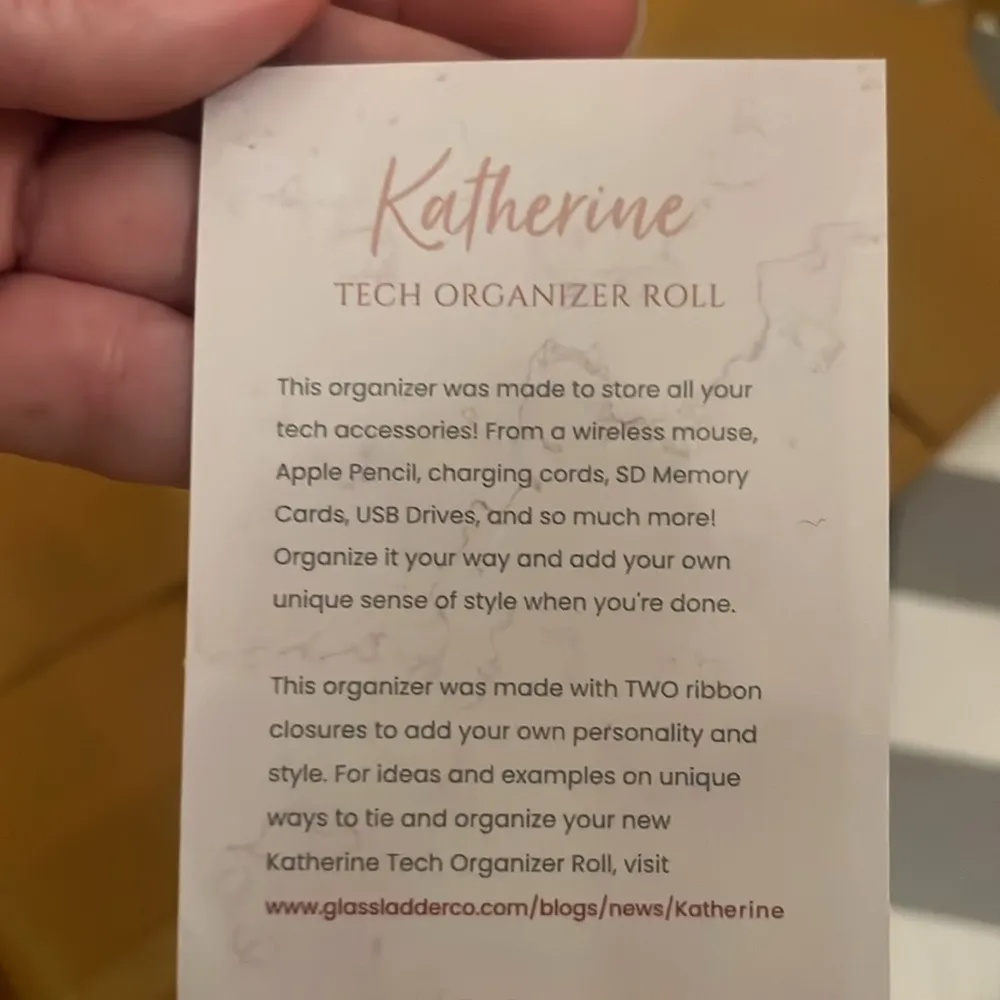 Katherine
TECH ORGANIZER ROLL
This organizer was made to store all your
tech accessories! From a wireless mouse,
Apple Pencil, charging cords, SD Memory
Cards, USB Drives, and so much more!
Organize it your way and add your own
unique sense of style when you're done.
This organizer was made with TWO ribbon
closures to add your own personality and
style. For ideas and examples on unique
ways to tie and organize your new
Katherine Tech Organizer Roll, visit
www.glassladderco.com/blogs/news/Katherine